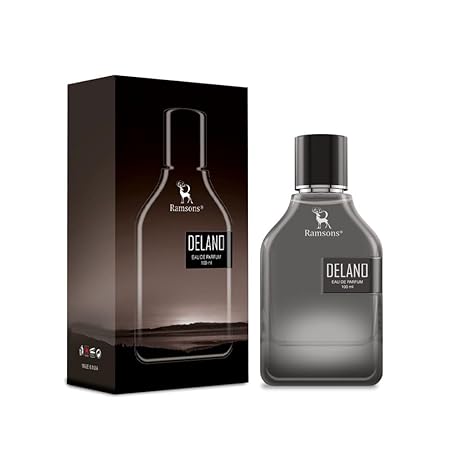 Ramsons®
DELAND
EAU DE PARFUM
100 ml
Ramsons®
DELAND
EAU DE PARFUM
100 ml